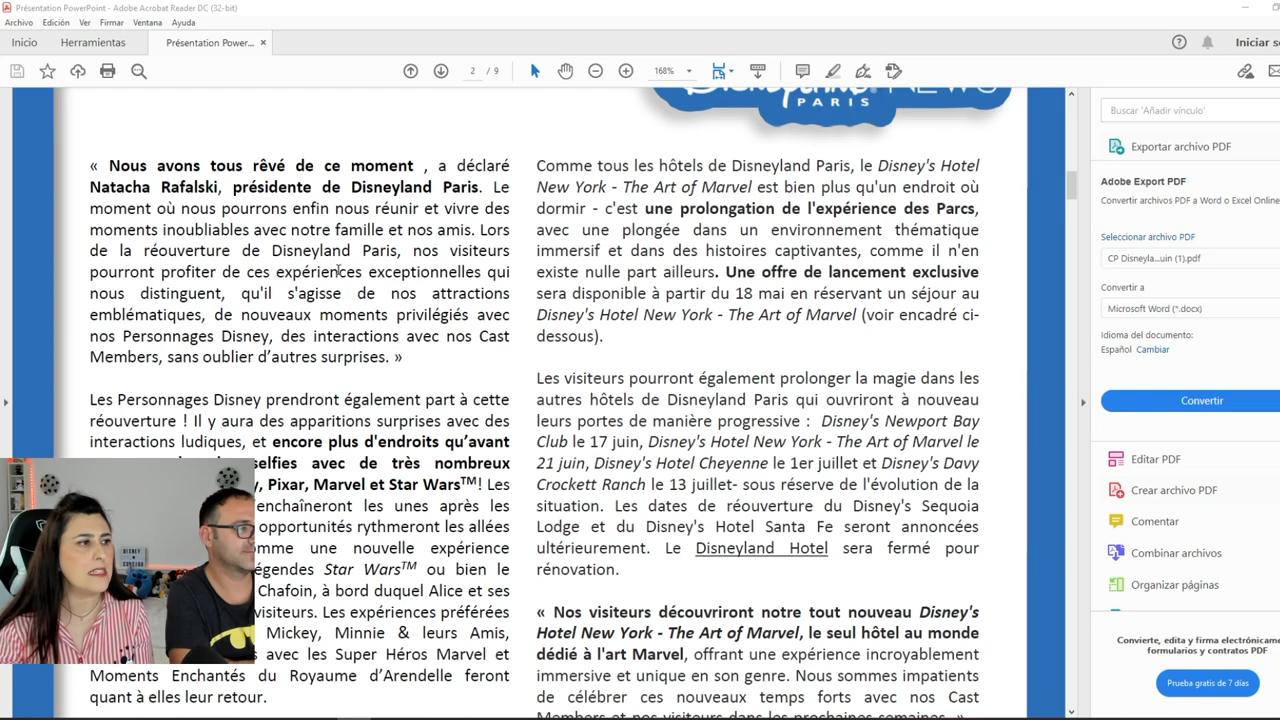 Présentation PowerPoint - Adobe Acrobat Reader DC (32-bit)
Archivo Edición Ver Firmar Ventana Ayuda
Inicio Herramientas Présentation Power... ×
Iniciar se
2 / 9 168%
NEWS
PARIS
« Nous avons tous rêvé de ce moment , a déclaré
Natacha Rafalski, présidente de Disneyland Paris. Le
moment où nous pourrons enfin nous réunir et vivre des
moments inoubliables avec notre famille et nos amis. Lors
de la réouverture de Disneyland Paris, nos visiteurs
pourront profiter de ces expériences exceptionnelles qui
nous distinguent, qu'il s'agisse de nos attractions
emblématiques, de nouveaux moments privilégiés avec
nos Personnages Disney, des interactions avec nos Cast
Members, sans oublier d’autres surprises. »
Les Personnages Disney prendront également part à cette
réouverture ! Il y aura des apparitions surprises avec des
interactions ludiques, et encore plus d'endroits qu’avant
selfies avec de très nombreux
, Pixar, Marvel et Star Wars™! Les
enchaîneront les unes après les
opportunités rythmeront les allées
omme une nouvelle expérience
égendes Star Wars™ ou bien le
Chafoin, à bord duquel Alice et ses
visiteurs. Les expériences préférées
Mickey, Minnie & leurs Amis,
avec les Super Héros Marvel et
Moments Enchantés du Royaume d’Arendelle feront
quant à elles leur retour.
Comme tous les hôtels de Disneyland Paris, le Disney's Hotel
New York - The Art of Marvel est bien plus qu'un endroit où
dormir - c'est une prolongation de l'expérience des Parcs,
avec une plongée dans un environnement thématique
immersif et dans des histoires captivantes, comme il n'en
existe nulle part ailleurs. Une offre de lancement exclusive
sera disponible à partir du 18 mai en réservant un séjour au
Disney's Hotel New York - The Art of Marvel (voir encadré ci-
dessous).
Les visiteurs pourront également prolonger la magie dans les
autres hôtels de Disneyland Paris qui ouvriront à nouveau
leurs portes de manière progressive : Disney's Newport Bay
Club le 17 juin, Disney's Hotel New York - The Art of Marvel le
21 juin, Disney's Hotel Cheyenne le 1er juillet et Disney's Davy
Crockett Ranch le 13 juillet- sous réserve de l'évolution de la
situation. Les dates de réouverture du Disney's Sequoia
Lodge et du Disney's Hotel Santa Fe seront annoncées
ultérieurement. Le Disneyland Hotel sera fermé pour
rénovation.
« Nos visiteurs découvriront notre tout nouveau Disney's
Hotel New York - The Art of Marvel, le seul hôtel au monde
dédié à l'art Marvel, offrant une expérience incroyablement
immersive et unique en son genre. Nous sommes impatients
de célébrer ces nouveaux temps forts avec nos Cast
Members et nos visiteurs dans les prochaines semaines. »
Buscar 'Añadir vínculo'
Exportar archivo PDF
Adobe Export PDF
Convertir archivos PDF a Word o Excel Online
Seleccionar archivo PDF
CP Disneyla...uin (1).pdf
Convertir a
Microsoft Word (*.docx)
Idioma del documento:
Español Cambiar
Convertir
Editar PDF
Crear archivo PDF
Comentar
Combinar archivos
Organizar páginas
Convierte, edita y firma electrónicame
formularios y contratos PDF
Prueba gratis de 7 días